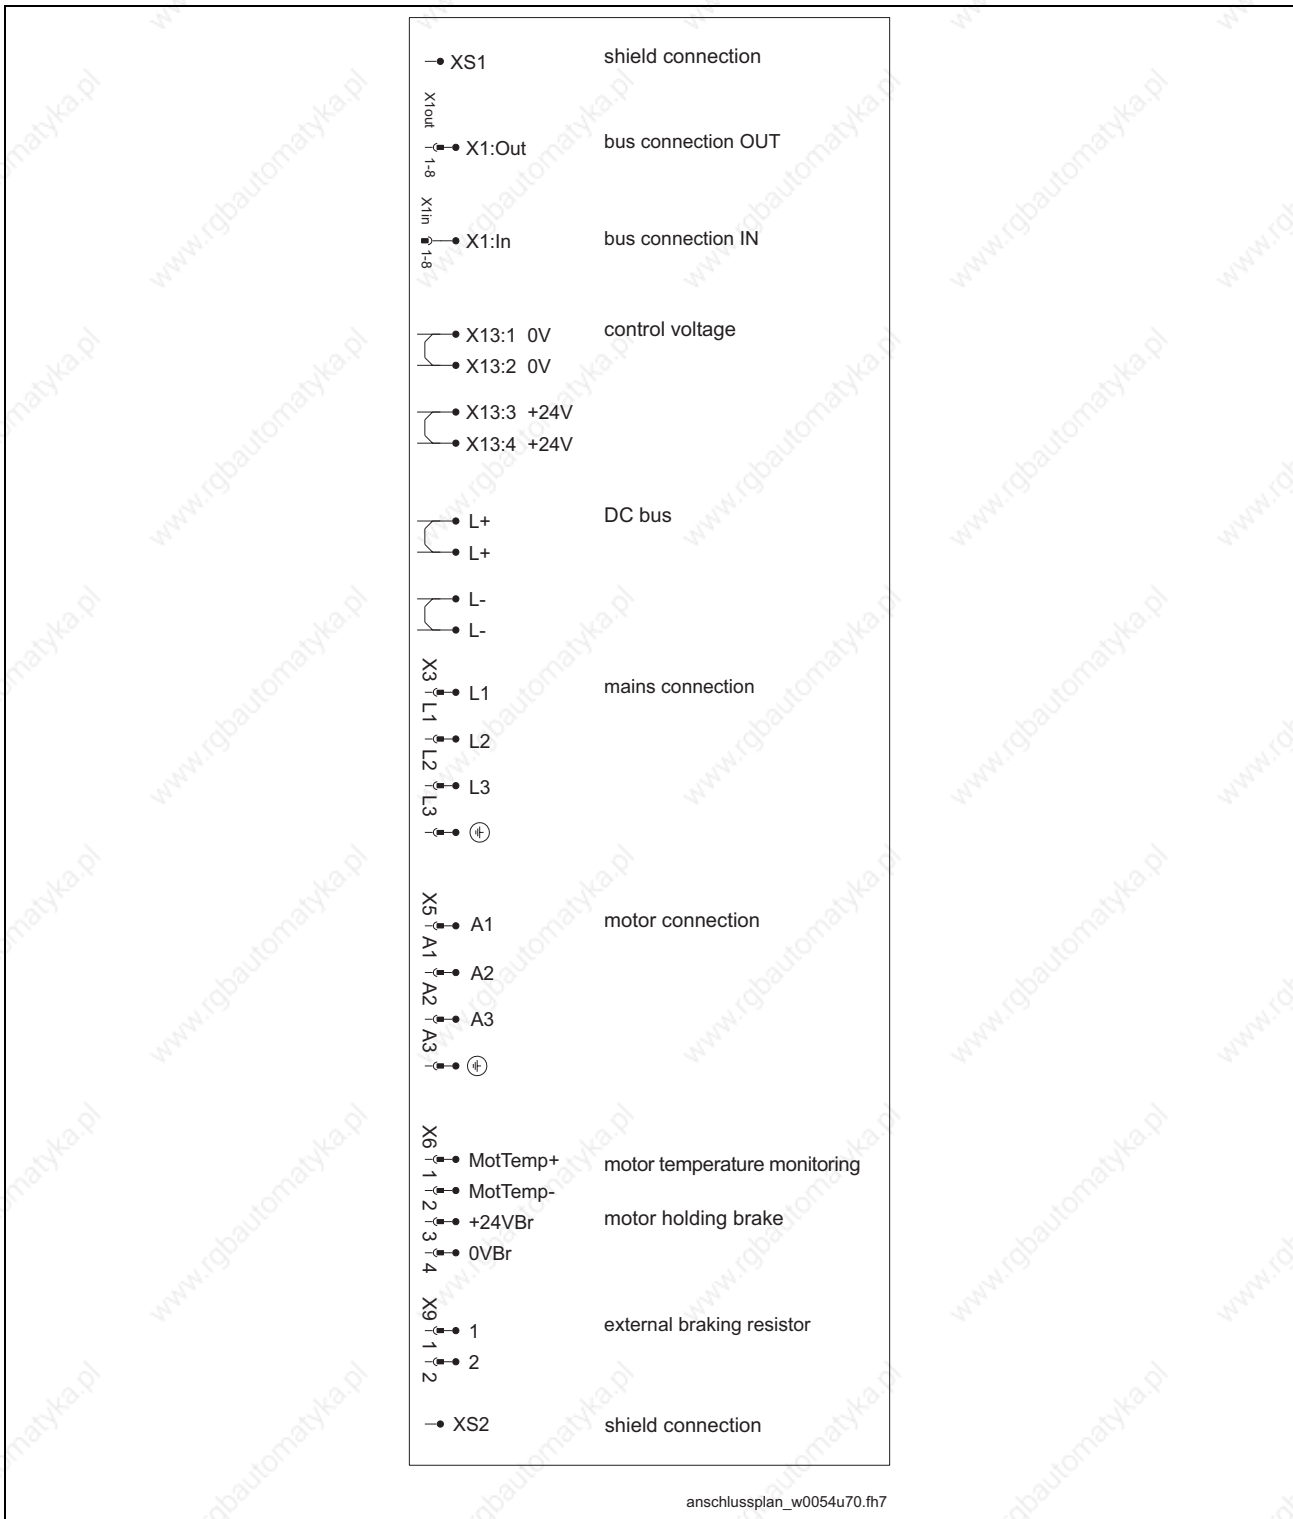 XS1 shield connection
X1out
X1:Out bus connection OUT
1-8
X1in
X1:In bus connection IN
1-8
X13:1 0V control voltage
X13:2 0V
X13:3 +24V
X13:4 +24V
L+ DC bus
L+
L-
L-
X3
L1 mains connection
L1
L2
L2
L3
L3
X5
A1 motor connection
A1
A2
A2
A3
A3
X6
MotTemp+ motor temperature monitoring
1
MotTemp-
2
+24VBr motor holding brake
3
0VBr
4
X9
1 external braking resistor
1
2
2
XS2 shield connection
anschlussplan_w0054u70.fh7
www.rgbautomatyka.pl